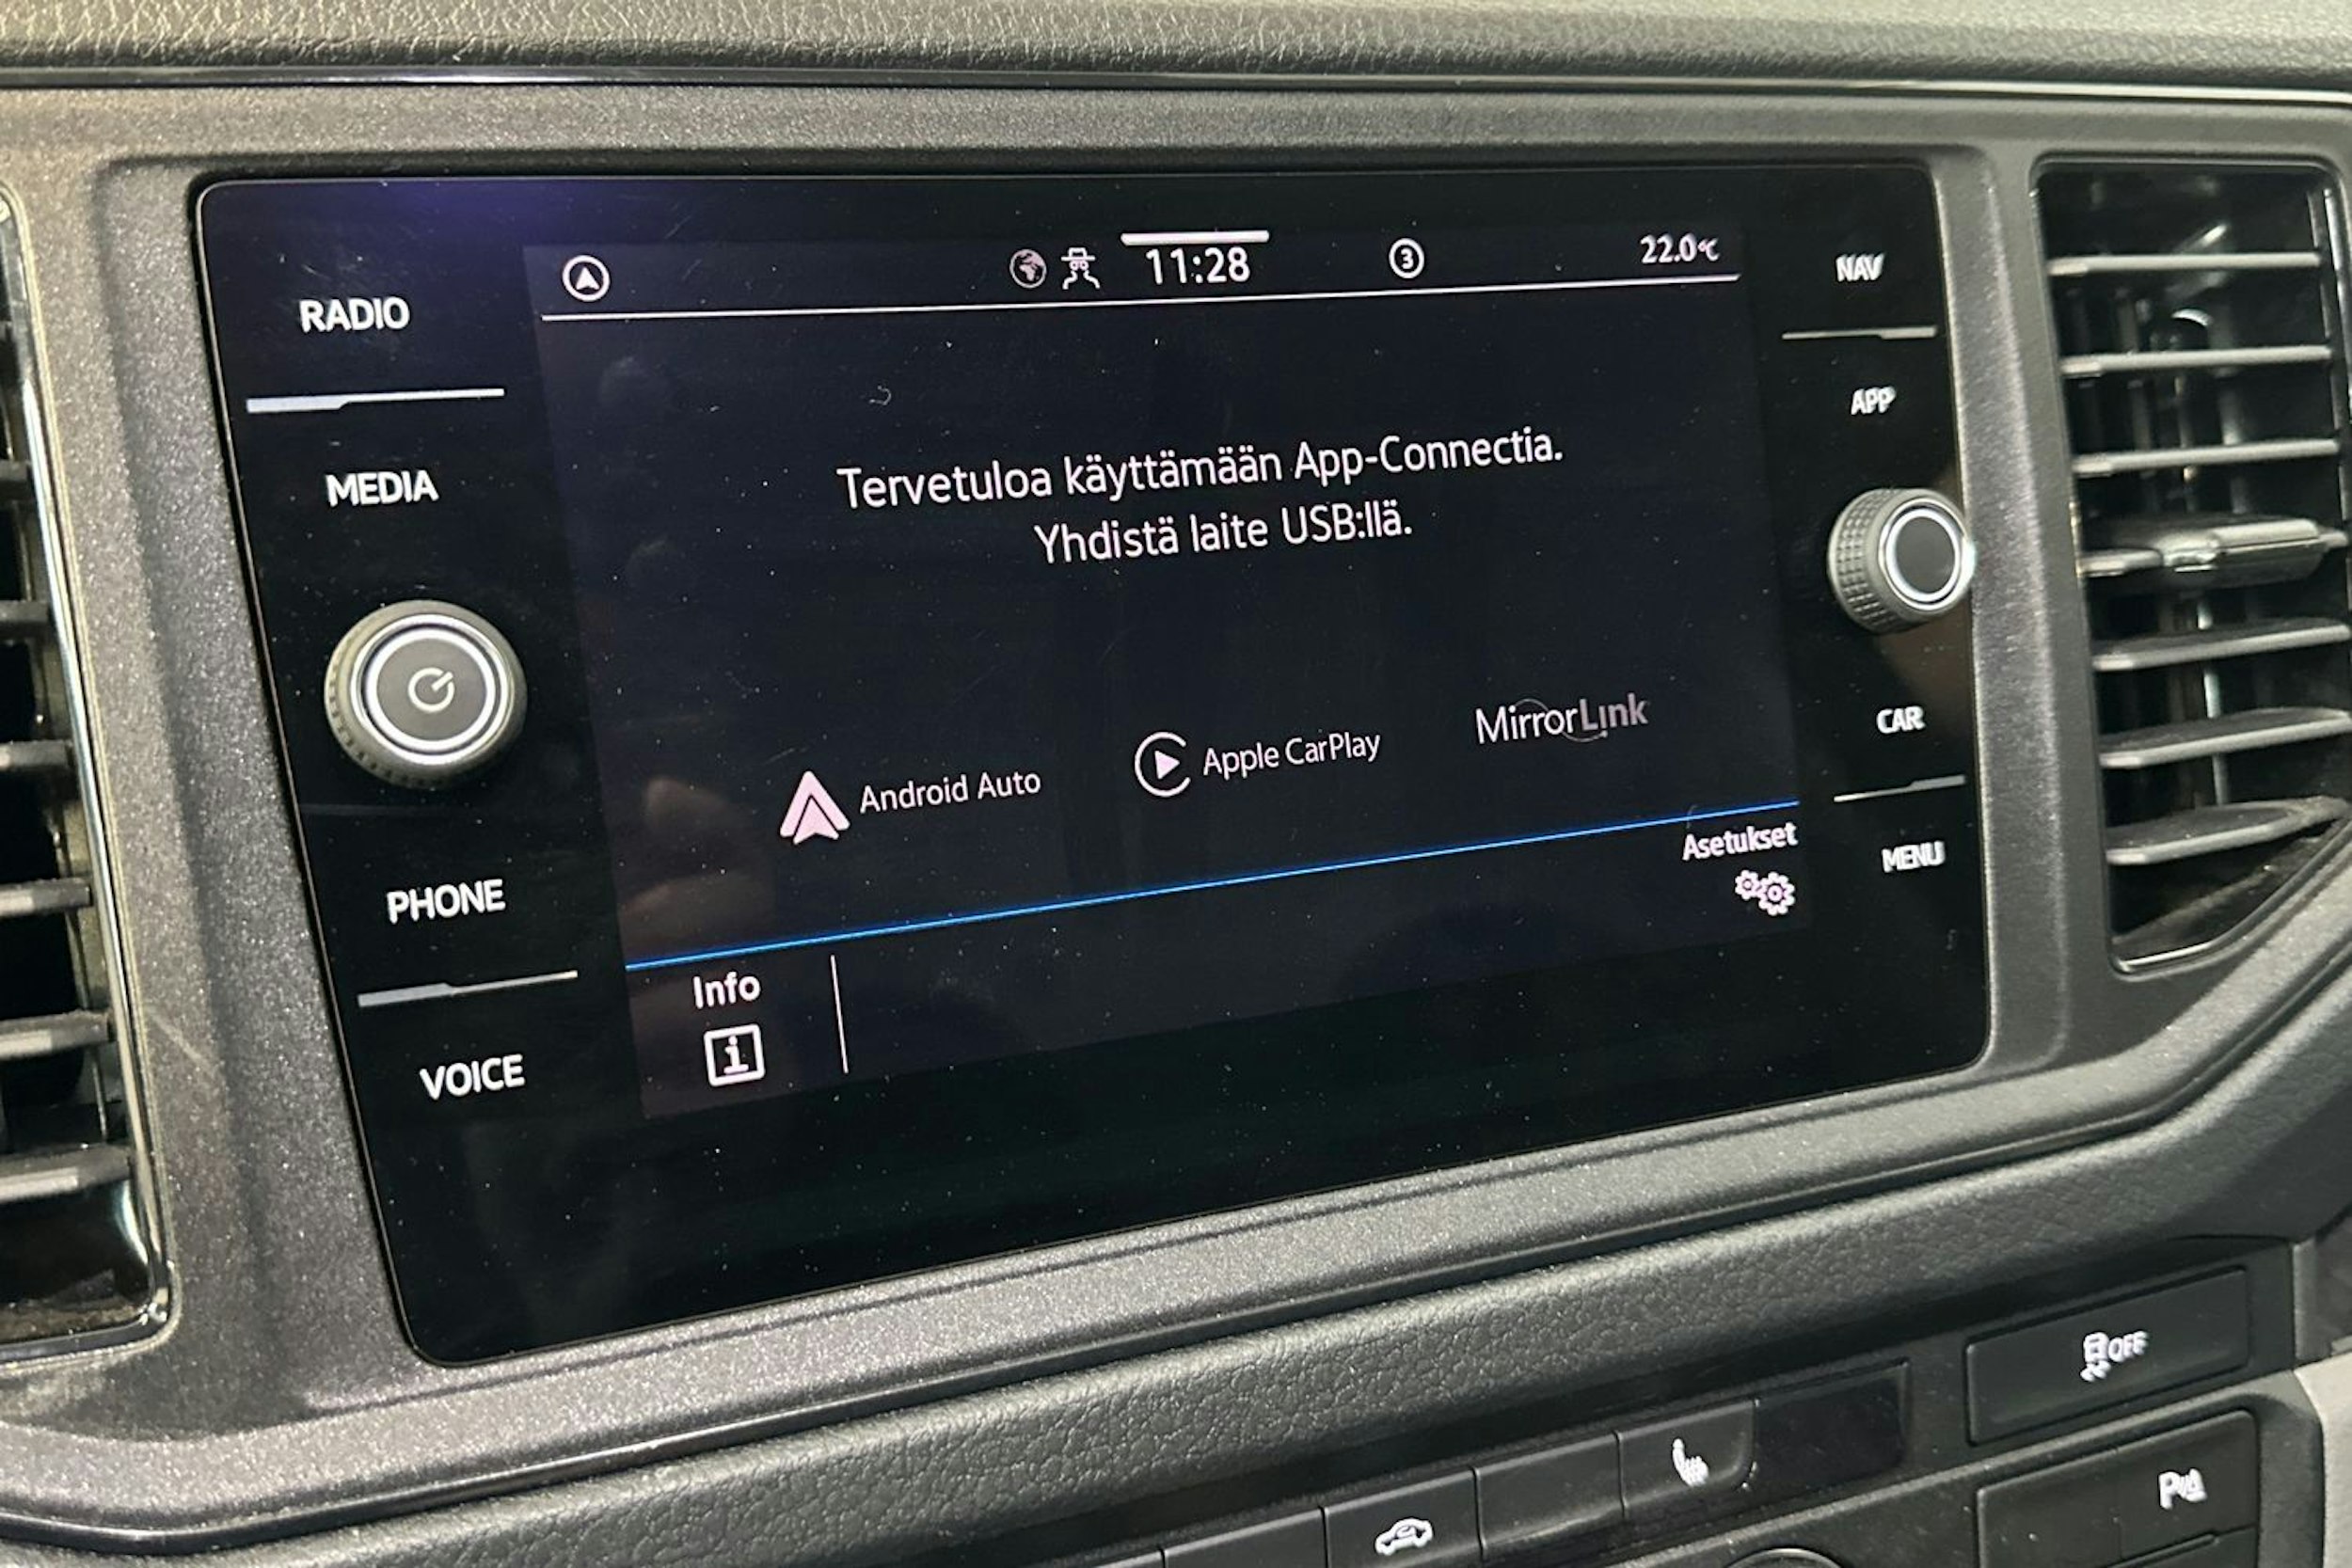 RADIO
MEDIA
PHONE
VOICE
11:28
3
22.0°C
Tervetuloa käyttämään App-Connectia.
Yhdistä laite USB:llä.
Android Auto
Apple CarPlay
MirrorLink
Asetukset
Info
i
NAV
APP
CAR
MENU
OFF
P